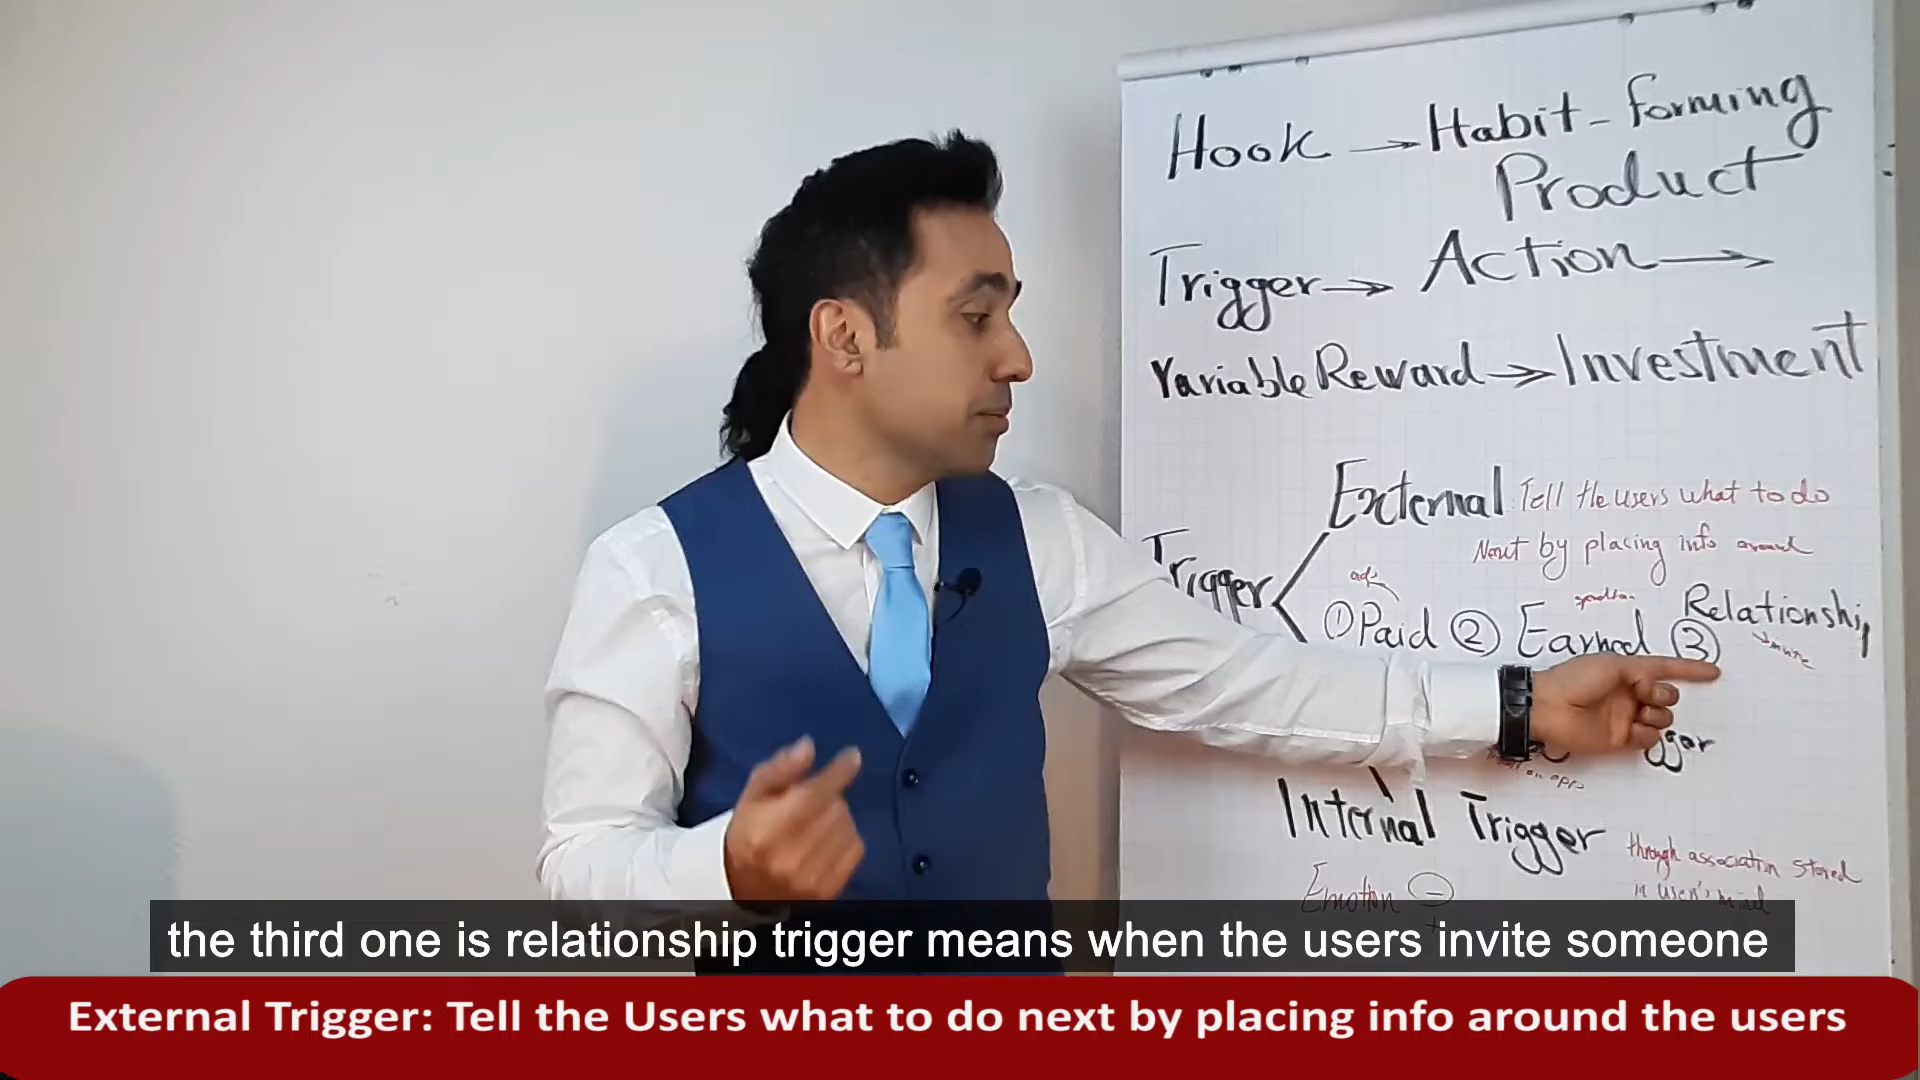 Hook → Habit-forming
Product
Trigger → Action →
Variable Reward → Investment
External Tell the users what to do
Next by placing info around
Trigger
ads
① Paid ② Earned ③ Relationship
Internal Trigger through association stored
in user's mind
Emotion -
+
the third one is relationship trigger means when the users invite someone
External Trigger: Tell the Users what to do next by placing info around the users